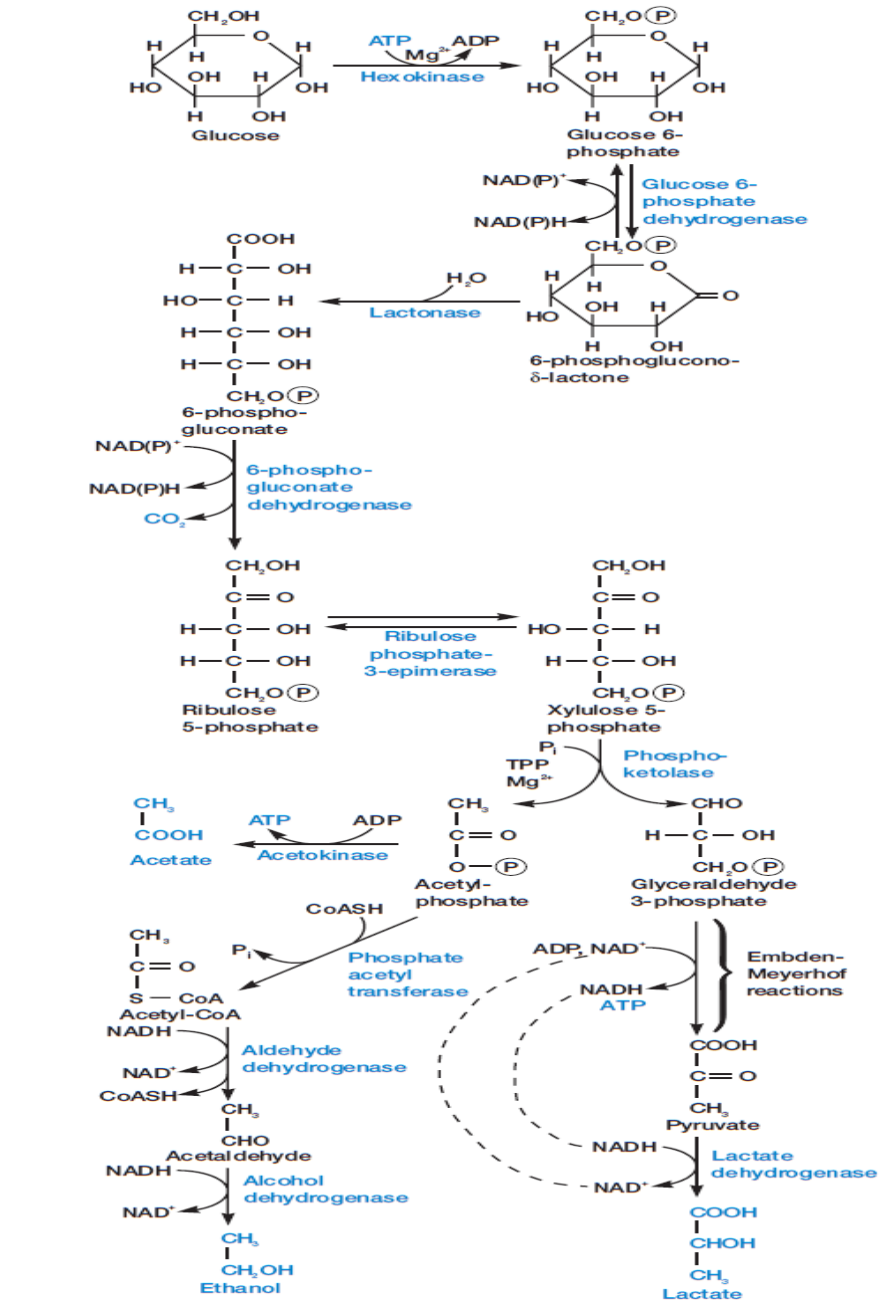 CH₂OH
O
H
H
H
OH
H
HO
OH
H
OH
Glucose
ATP
Mg²⁺
ADP
Hexokinase
CH₂O P
O
H
H
H
OH
H
HO
OH
H
OH
Glucose 6-
phosphate
NAD(P)⁺
NAD(P)H
Glucose 6-
phosphate
dehydrogenase
CH₂O P
O
H
H
O
OH
H
HO
H
OH
6-phosphoglucono-
δ-lactone
H₂O
Lactonase
COOH
H—C—OH
HO—C—H
H—C—OH
H—C—OH
CH₂O P
6-phospho-
gluconate
NAD(P)⁺
NAD(P)H
CO₂
6-phospho-
gluconate
dehydrogenase
CH₂OH
C=O
H—C—OH
H—C—OH
CH₂O P
Ribulose
5-phosphate
Ribulose
phosphate-
3-epimerase
CH₂OH
C=O
HO—C—H
H—C—OH
CH₂O P
Xylulose 5-
phosphate
Pᵢ
TPP
Mg²⁺
Phospho-
ketolase
CH₃
COOH
Acetate
ATP
ADP
Acetokinase
CH₃
C=O
O—P
Acetyl-
phosphate
CHO
H—C—OH
CH₂O P
Glyceraldehyde
3-phosphate
CoASH
Pᵢ
Phosphate
acetyl
transferase
CH₃
C=O
S—CoA
Acetyl-CoA
ADP, NAD⁺
NADH
ATP
Embden-
Meyerhof
reactions
NADH
NAD⁺
CoASH
Aldehyde
dehydrogenase
COOH
C=O
CH₃
Pyruvate
CH₃
CHO
Acetaldehyde
NADH
NAD⁺
Alcohol
dehydrogenase
NADH
NAD⁺
Lactate
dehydrogenase
CH₃
CH₂OH
Ethanol
COOH
CHOH
CH₃
Lactate